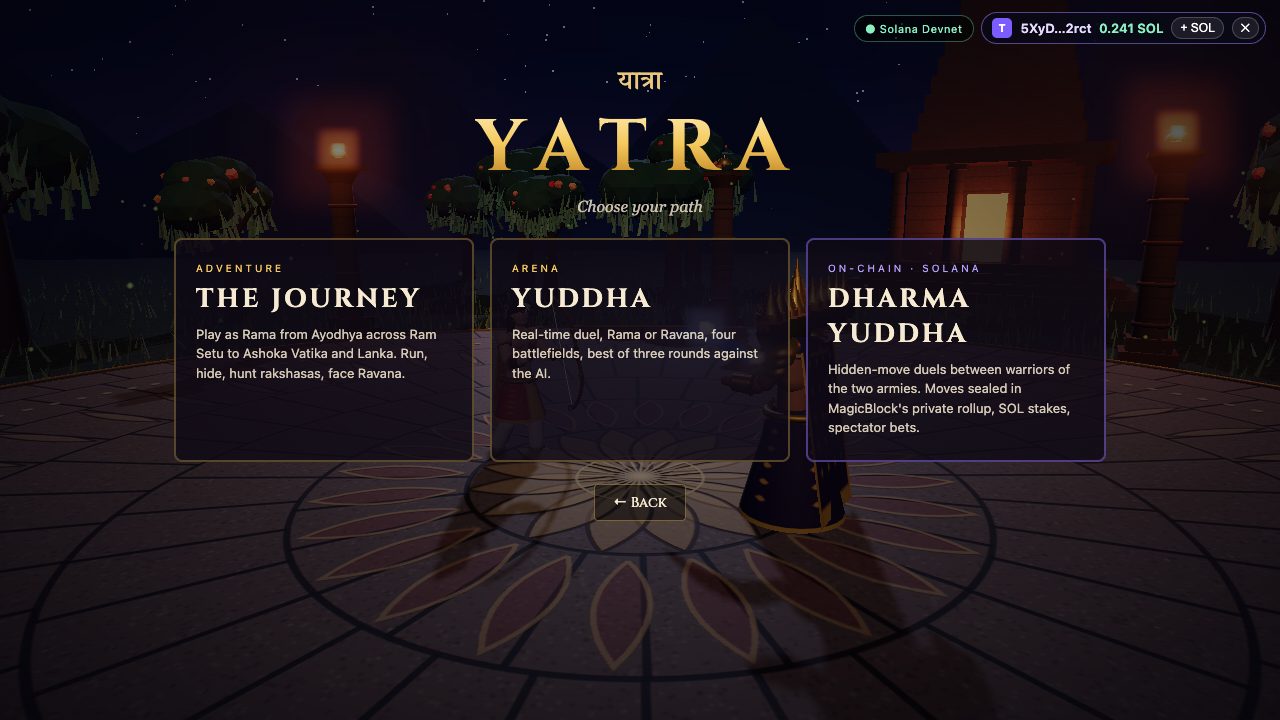 Solana Devnet
T 5XyD...2rct 0.241 SOL + SOL ✕
यात्रा
YATRA
Choose your path
ADVENTURE
THE JOURNEY
Play as Rama from Ayodhya across Ram
Setu to Ashoka Vatika and Lanka. Run,
hide, hunt rakshasas, face Ravana.
ARENA
YUDDHA
Real-time duel, Rama or Ravana, four
battlefields, best of three rounds against
the AI.
ON-CHAIN · SOLANA
DHARMA
YUDDHA
Hidden-move duels between warriors of
the two armies. Moves sealed in
MagicBlock's private rollup, SOL stakes,
spectator bets.
← BACK